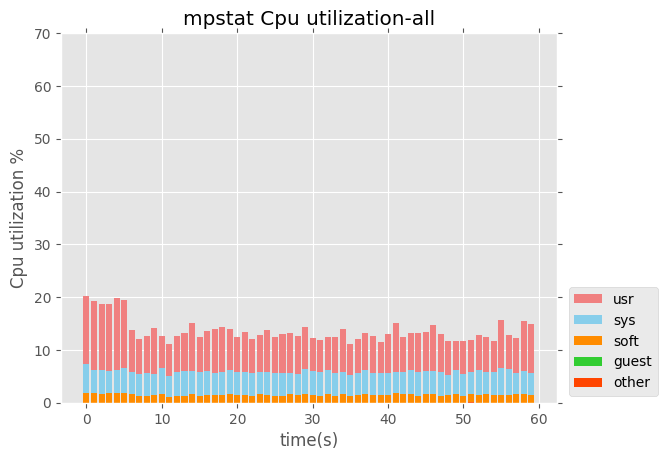 mpstat Cpu utilization-all
70
60
50
40
30
20
10
0
Cpu utilization %
0 10 20 30 40 50 60
time(s)
usr
sys
soft
guest
other